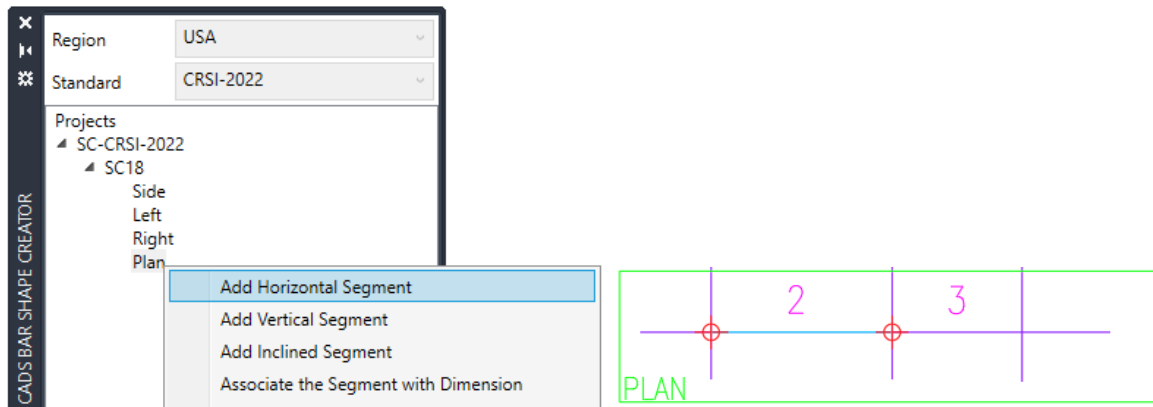 Region USA
Standard CRSI-2022
Projects
SC-CRSI-2022
SC18
Side
Left
Right
Plan
Add Horizontal Segment
Add Vertical Segment
Add Inclined Segment
Associate the Segment with Dimension
CADS BAR SHAPE CREATOR
2 3
PLAN